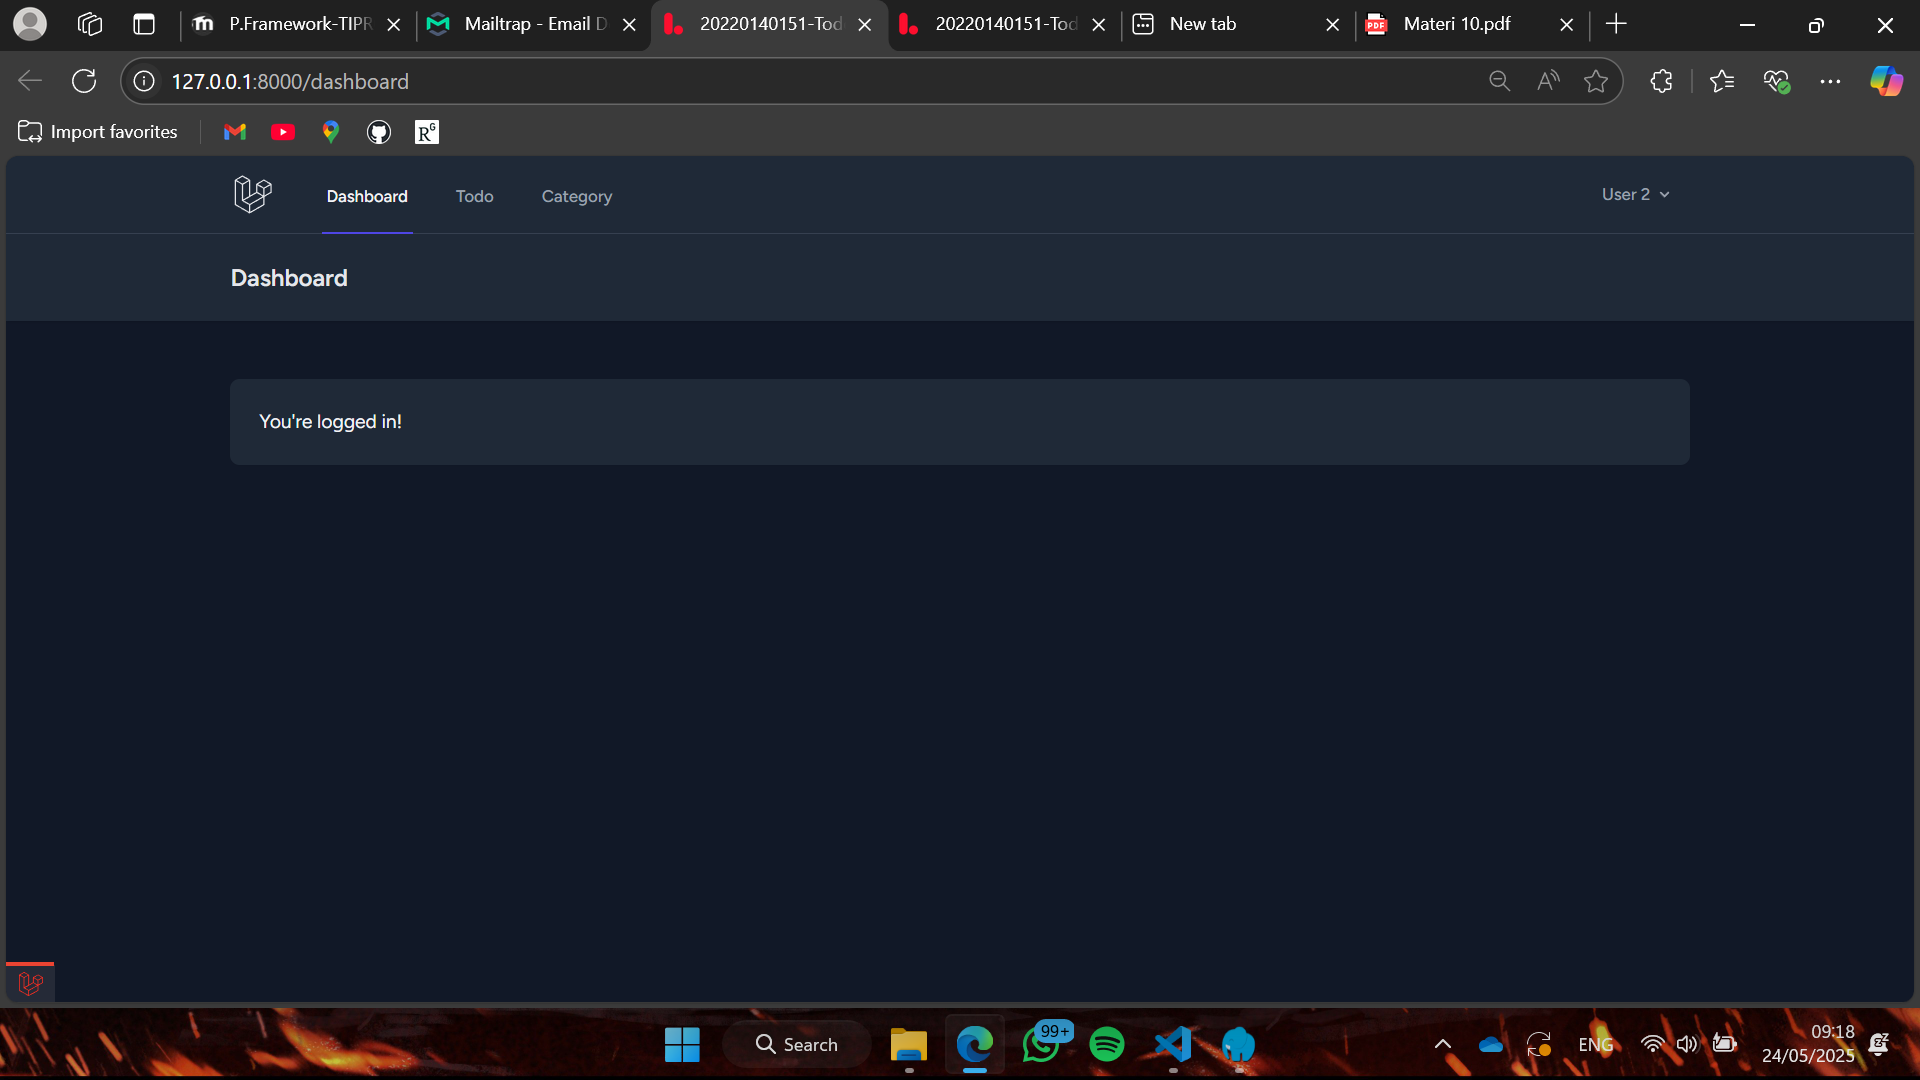 P.Framework-TIPR
Mailtrap - Email D
20220140151-Tod
20220140151-Tod
New tab
PDF
Materi 10.pdf
127.0.0.1:8000/dashboard
Import favorites
RG
Dashboard
Todo
Category
User 2
Dashboard
You're logged in!
Search
99+
ENG
09:18
24/05/2025